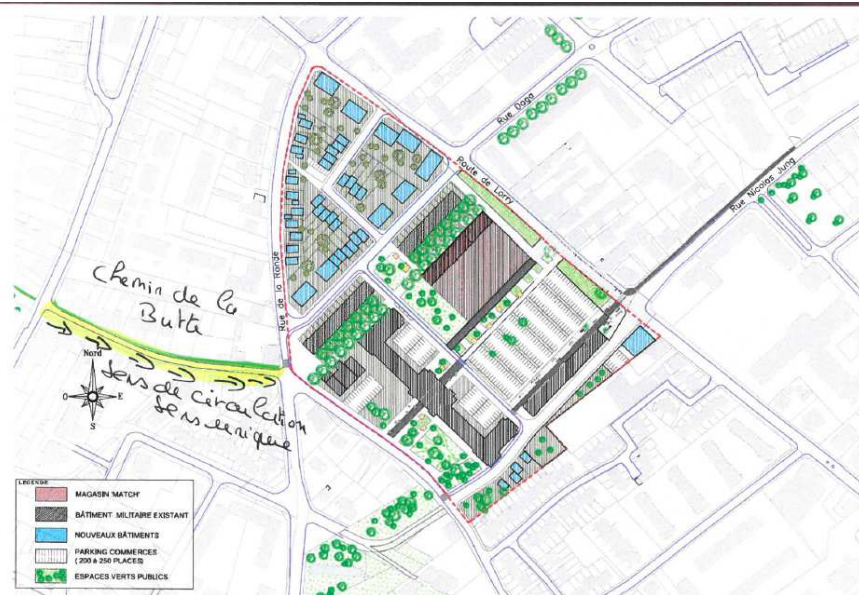 Rue Daga
Route de Lorry
Rue Nicolas Jung
Rue de la Ronde
Chemin de la
Butte
Nord
O
E
S
Sens de circulation
Sens unique
LEGENDE
MAGASIN 'MATCH'
BÂTIMENT MILITAIRE EXISTANT
NOUVEAUX BÂTIMENTS
PARKING COMMERCES
( 200 à 250 PLACES)
ESPACES VERTS PUBLICS